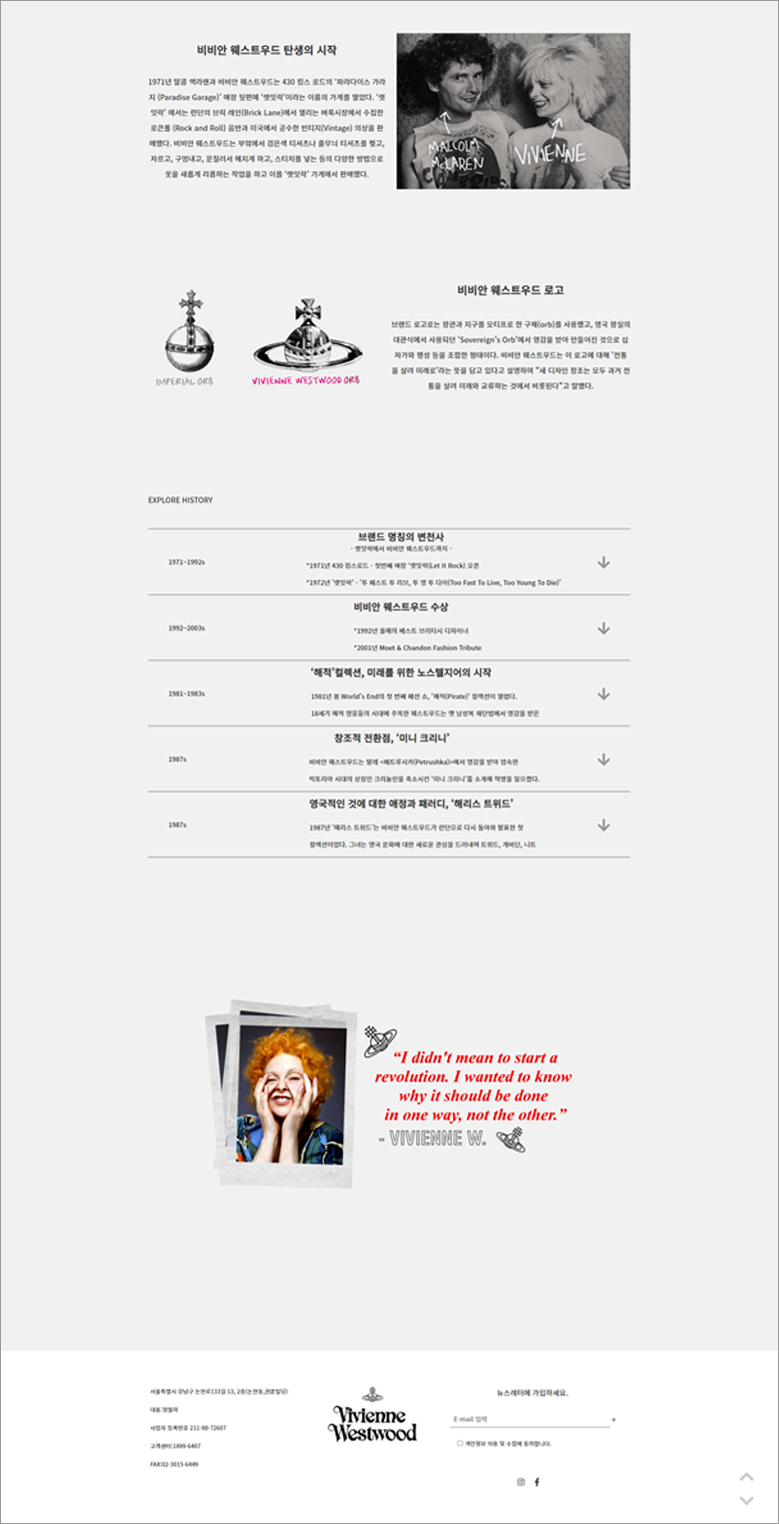 비비안 웨스트우드 탄생의 시작
1971년 말콤 맥라렌과 비비안 웨스트우드는 430 킹스 로드의 '파라다이스 가라
지 (Paradise Garage)' 매장 뒷편에 '렛잇락'이라는 이름의 가게를 열었다. '렛
잇락' 에서는 런던의 브릭 레인(Brick Lane)에서 열리는 벼룩시장에서 수집한
로큰롤 (Rock and Roll) 음반과 미국에서 공수한 빈티지(Vintage) 의상을 판
매했다. 비비안 웨스트우드는 부엌에서 검은색 티셔츠나 줄무늬 티셔츠를 찢고,
자르고, 구멍내고, 문질러서 해지게 하고, 스터지를 넣는 등의 다양한 방법으로
옷을 새롭게 리폼하는 작업을 하고 이를 '렛잇락' 가게에서 판매했다.
MALCOLM
McLAREN
VIVIENNE
비비안 웨스트우드 로고
브랜드 로고로는 왕관과 지구를 모티프로 한 구체(orb)를 사용했고, 영국 왕실의
대관식에서 사용되던 'Sovereign's Orb'에서 영감을 받아 만들어진 것으로 십
자가와 행성 등을 조합한 형태이다. 비비안 웨스트우드는 이 로고에 대해 '전통
을 살려 미래로'라는 뜻을 담고 있다고 설명하며 "새 디자인 창조는 모두 과거 전
통을 살려 미래와 교류하는 것에서 비롯된다"고 말했다.
IMPERIAL ORB
VIVIENNE WESTWOOD ORB
EXPLORE HISTORY
브랜드 명칭의 변천사
- 렛잇락에서 비비안 웨스트우드까지 -
1971~1992s
*1971년 430 킹스로드 - 첫번째 매장 '렛잇락(Let It Rock) 오픈
*1972년 '렛잇락' - '투 패스트 투 리브, 투 영 투 다이(Too Fast To Live, Too Young To Die)'
비비안 웨스트우드 수상
1992~2003s
*1992년 올해의 베스트 브리티시 디자이너
*2001년 Moet & Chandon Fashion Tribute
'해적'컬렉션, 미래를 위한 노스텔지어의 시작
1981~1983s
1981년 봄 World's End의 첫 번째 패션 쇼, '해적(Pirate)' 컬렉션이 열렸다.
18세기 해적 영웅들의 시대에 주목한 웨스트우드는 옛 남성복 재단법에서 영감을 받은
창조적 전환점, '미니 크리니'
1987s
비비안 웨스트우드는 발레 <페트루시카(Petrushka)>에서 영감을 받아 엄숙한
빅토리아 시대의 상징인 크리놀린을 축소시킨 '미니 크리니'를 소개해 혁명을 일으켰다.
영국적인 것에 대한 애정과 패러디, '해리스 트위드'
1987s
1987년 '해리스 트위드'는 비비안 웨스트우드가 런던으로 다시 돌아와 발표한 첫
컬렉션이었다. 그녀는 영국 문화에 대한 새로운 관심을 드러내며 트위드, 개버딘, 니트
"I didn't mean to start a
revolution. I wanted to know
why it should be done
in one way, not the other."
- VIVIENNE W.
서울특별시 강남구 논현로133길 13, 2층(논현동,
대표:
사업자 등록번호 211-88-72607
고객센터:1899-6407
FAX:02-3015-6449
Vivienne
Westwood
뉴스레터에 가입하세요.
E-mail 입력
개인정보 이용 및 수집에 동의합니다.